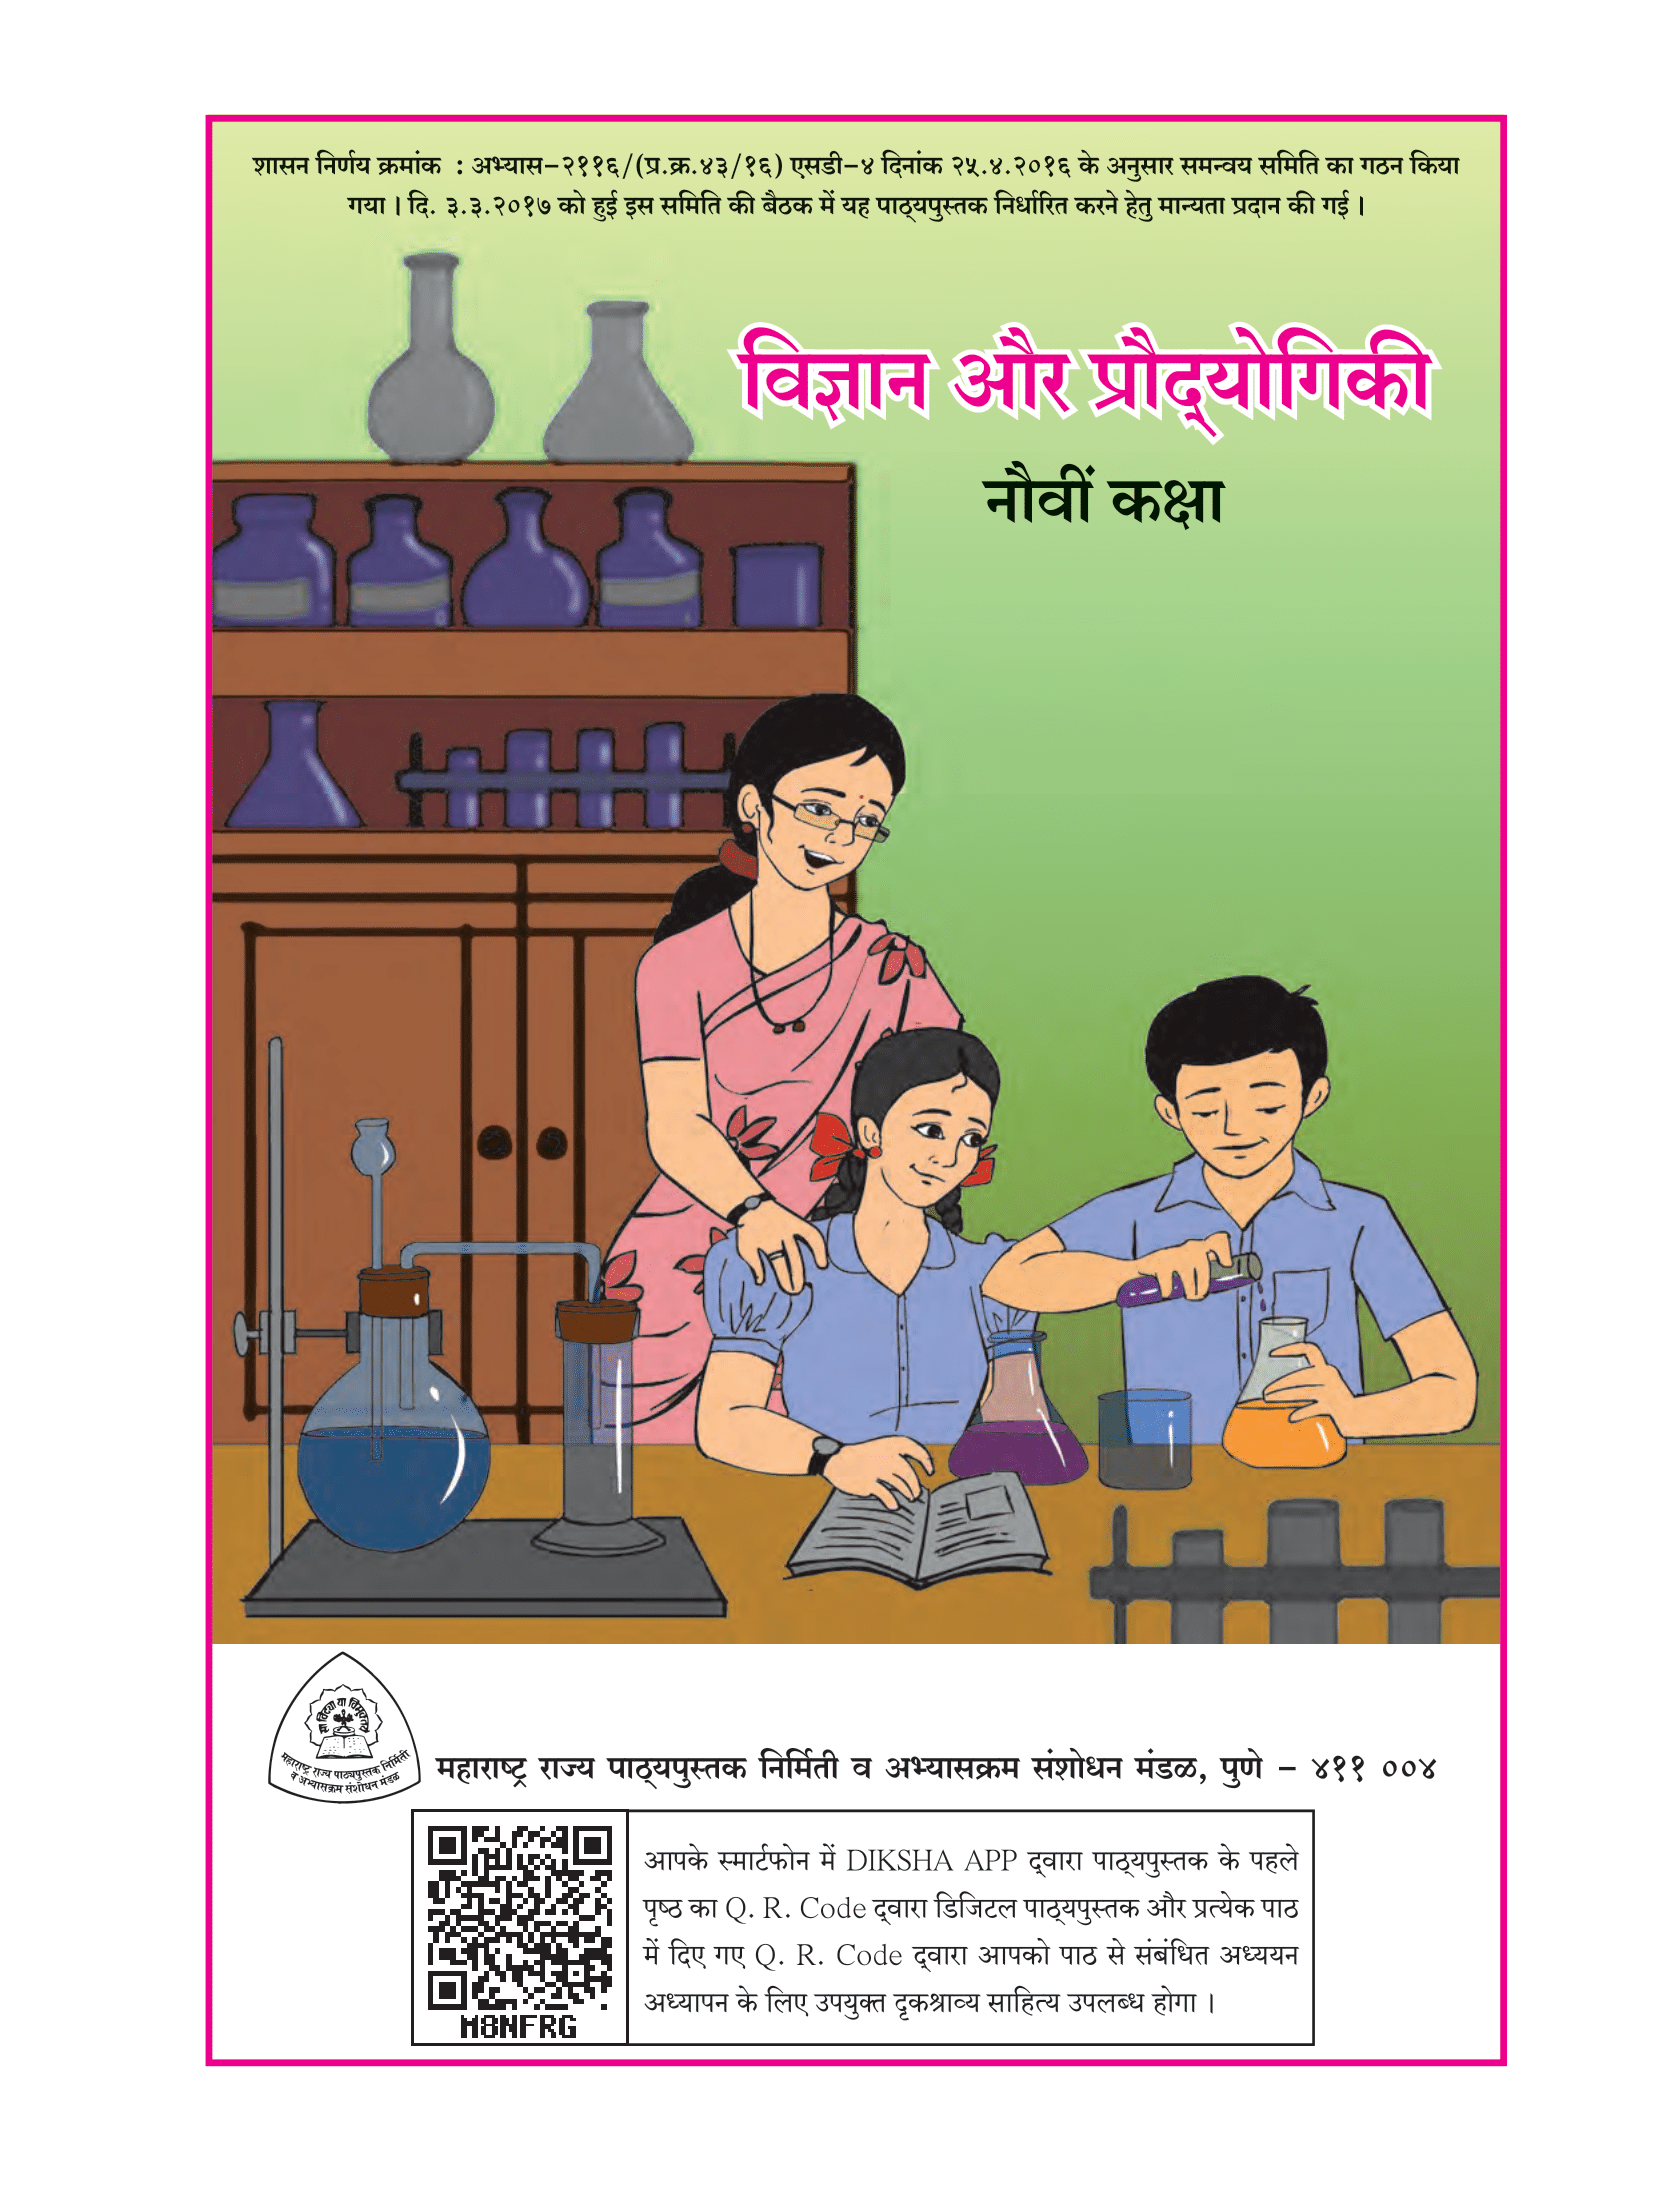 शासन निर्णय क्रमांक : अभ्यास-२११६/(प्र.क्र.४३/१६) एसडी-४ दिनांक २५.४.२०१६ के अनुसार समन्वय समिति का गठन किया
गया । दि. ३.३.२०१७ को हुई इस समिति की बैठक में यह पाठ्यपुस्तक निर्धारित करने हेतु मान्यता प्रदान की गई ।
विज्ञान और प्रौद्योगिकी
नौवीं कक्षा
महाराष्ट्र राज्य पाठ्यपुस्तक निर्मिती
व अभ्यासक्रम संशोधन मंडळ
महाराष्ट्र राज्य पाठ्यपुस्तक निर्मिती व अभ्यासक्रम संशोधन मंडळ, पुणे - ४११ ००४
आपके स्मार्टफोन में DIKSHA APP द्वारा पाठ्यपुस्तक के पहले
पृष्ठ का Q. R. Code द्वारा डिजिटल पाठ्यपुस्तक और प्रत्येक पाठ
में दिए गए Q. R. Code द्वारा आपको पाठ से संबंधित अध्ययन
अध्यापन के लिए उपयुक्त दृकश्राव्य साहित्य उपलब्ध होगा ।
M8NFRG